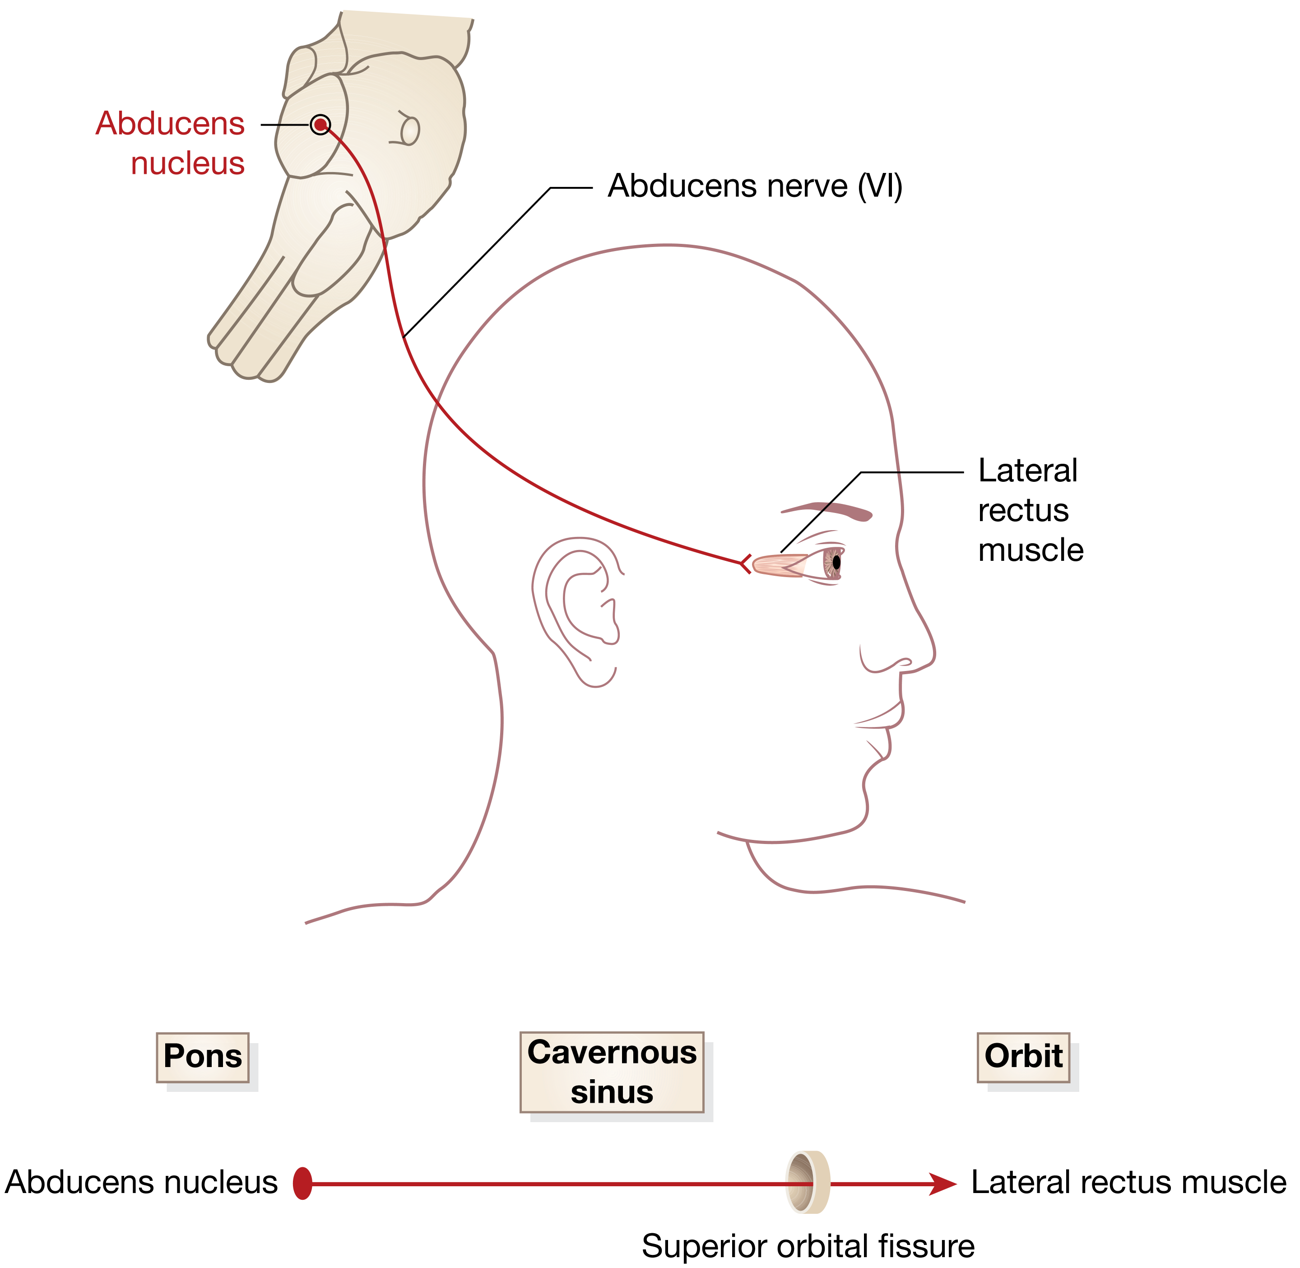 Abducens
nucleus
Abducens nerve (VI)
Lateral
rectus
muscle
Pons
Cavernous
sinus
Orbit
Abducens nucleus
Lateral rectus muscle
Superior orbital fissure